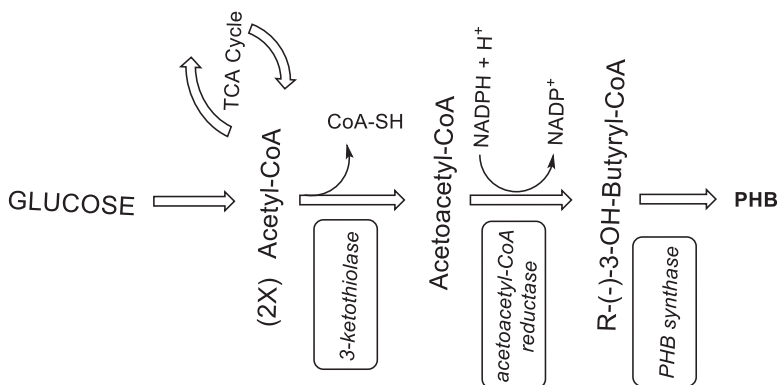 GLUCOSE
TCA Cycle
(2X) Acetyl-CoA
CoA-SH
3-ketothiolase
Acetoacetyl-CoA
NADPH + H⁺
NADP⁺
acetoacetyl-CoA
reductase
R-(-)-3-OH-Butyryl-CoA
PHB synthase
PHB